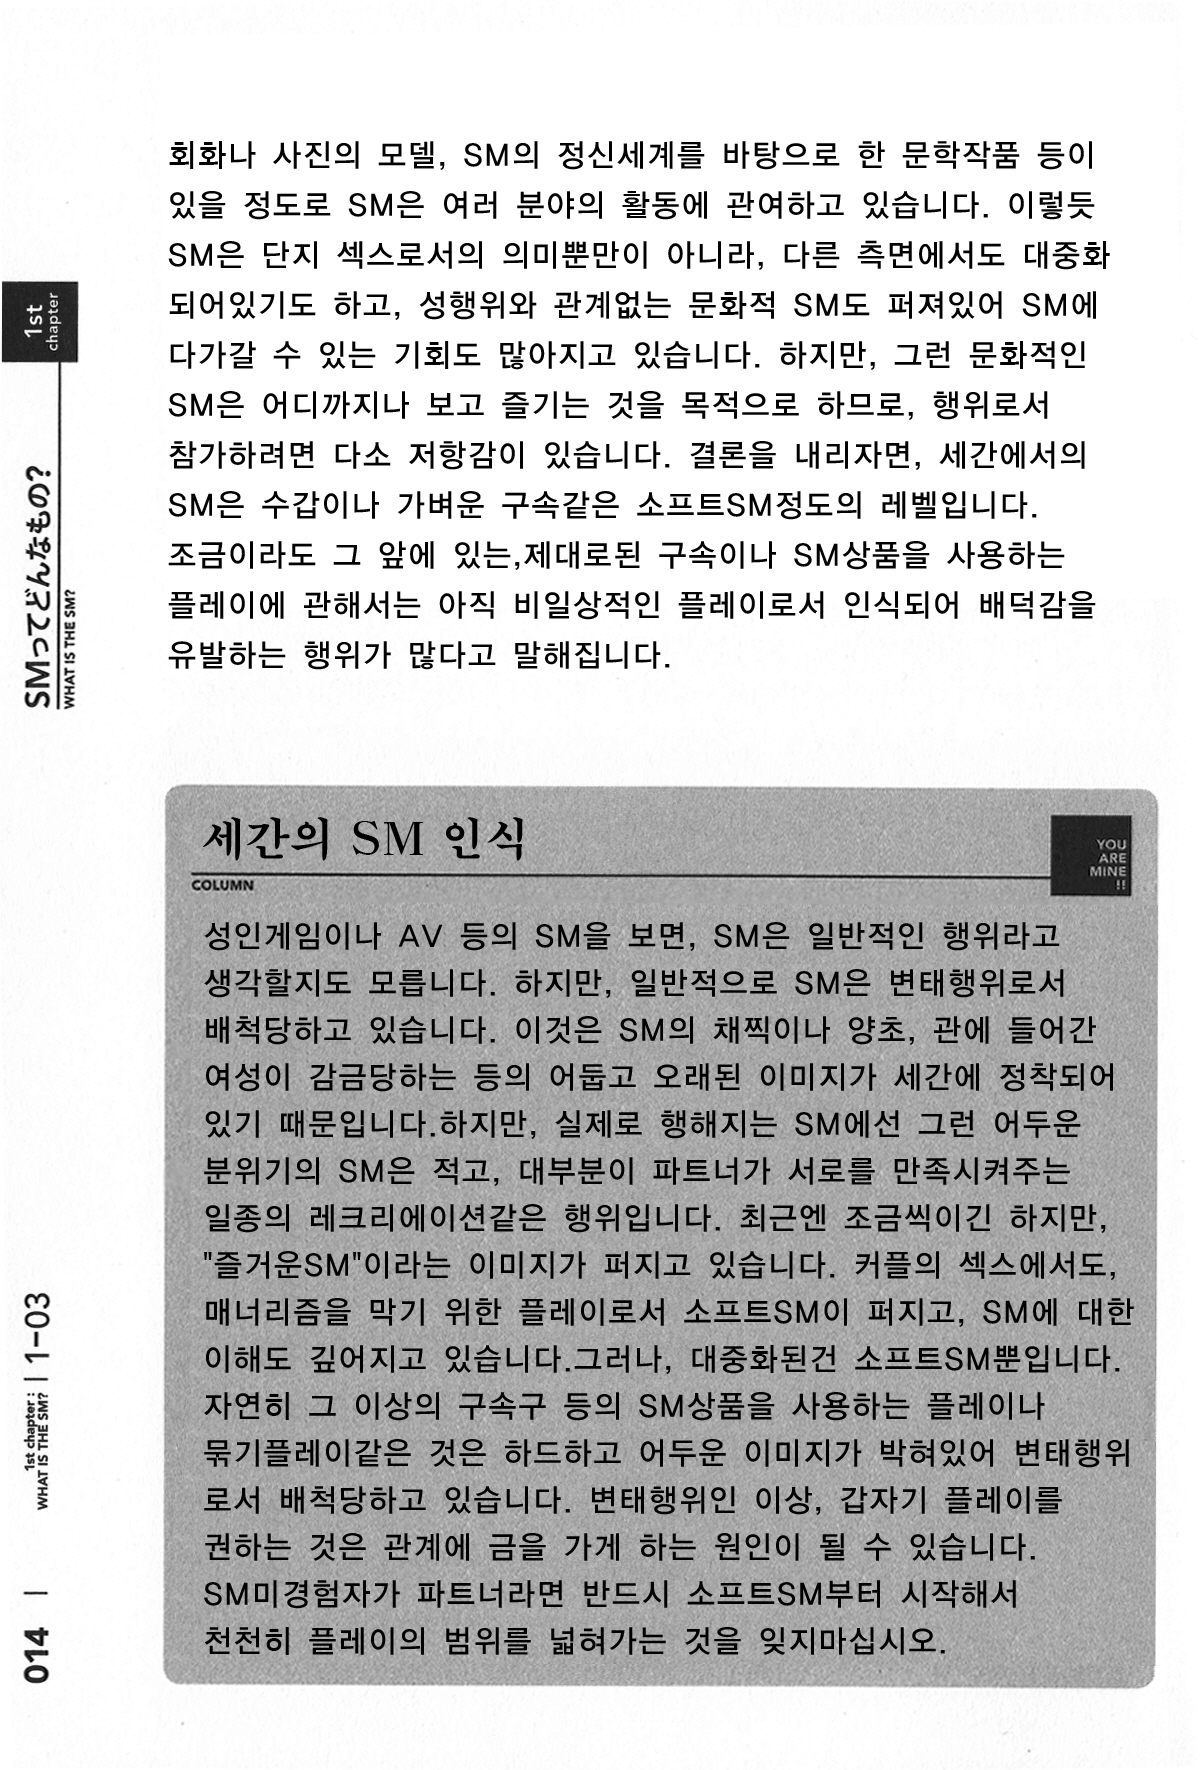 회화나 사진의 모델, SM의 정신세계를 바탕으로 한 문학작품 등이
있을 정도로 SM은 여러 분야의 활동에 관여하고 있습니다. 이렇듯
SM은 단지 섹스로서의 의미뿐만이 아니라, 다른 측면에서도 대중화
되어있기도 하고, 성행위와 관계없는 문화적 SM도 퍼져있어 SM에
다가갈 수 있는 기회도 많아지고 있습니다. 하지만, 그런 문화적인
SM은 어디까지나 보고 즐기는 것을 목적으로 하므로, 행위로서
참가하려면 다소 저항감이 있습니다. 결론을 내리자면, 세간에서의
SM은 수갑이나 가벼운 구속같은 소프트SM정도의 레벨입니다.
조금이라도 그 앞에 있는,제대로된 구속이나 SM상품을 사용하는
플레이에 관해서는 아직 비일상적인 플레이로서 인식되어 배덕감을
유발하는 행위가 많다고 말해집니다.
1st
chapter
SMってどんなもの?
WHAT IS THE SM?
세간의 SM 인식
COLUMN
YOU
ARE
MINE
!!
성인게임이나 AV 등의 SM을 보면, SM은 일반적인 행위라고
생각할지도 모릅니다. 하지만, 일반적으로 SM은 변태행위로서
배척당하고 있습니다. 이것은 SM의 채찍이나 양초, 관에 들어간
여성이 감금당하는 등의 어둡고 오래된 이미지가 세간에 정착되어
있기 때문입니다.하지만, 실제로 행해지는 SM에선 그런 어두운
분위기의 SM은 적고, 대부분이 파트너가 서로를 만족시켜주는
일종의 레크리에이션같은 행위입니다. 최근엔 조금씩이긴 하지만,
"즐거운SM"이라는 이미지가 퍼지고 있습니다. 커플의 섹스에서도,
매너리즘을 막기 위한 플레이로서 소프트SM이 퍼지고, SM에 대한
이해도 깊어지고 있습니다.그러나, 대중화된건 소프트SM뿐입니다.
자연히 그 이상의 구속구 등의 SM상품을 사용하는 플레이나
묶기플레이같은 것은 하드하고 어두운 이미지가 박혀있어 변태행위
로서 배척당하고 있습니다. 변태행위인 이상, 갑자기 플레이를
권하는 것은 관계에 금을 가게 하는 원인이 될 수 있습니다.
SM미경험자가 파트너라면 반드시 소프트SM부터 시작해서
천천히 플레이의 범위를 넓혀가는 것을 잊지마십시오.
014 |
1st chapter ::
WHAT IS THE SM?
| 1-03